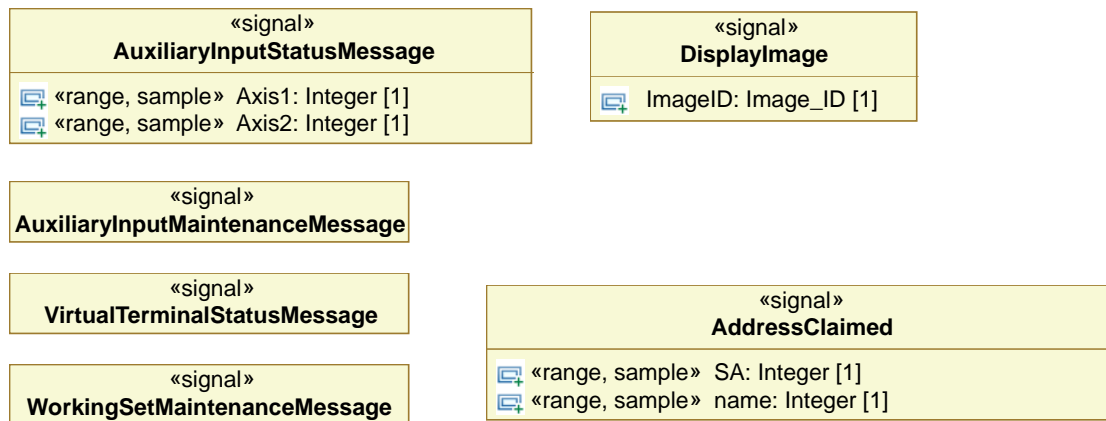 «signal»
AuxiliaryInputStatusMessage
«range, sample» Axis1: Integer [1]
«range, sample» Axis2: Integer [1]
«signal»
DisplayImage
ImageID: Image_ID [1]
«signal»
AuxiliaryInputMaintenanceMessage
«signal»
VirtualTerminalStatusMessage
«signal»
WorkingSetMaintenanceMessage
«signal»
AddressClaimed
«range, sample» SA: Integer [1]
«range, sample» name: Integer [1]